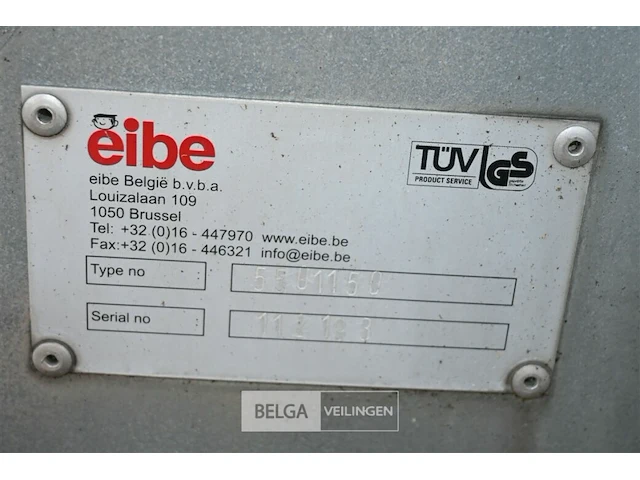 eibe
TÜV
PRODUCT SERVICE
GS
eibe België b.v.b.a.
Louizalaan 109
1050 Brussel
Tel: +32 (0)16 - 447970 www.eibe.be
Fax:+32 (0)16 - 446321 info@eibe.be
Type no
Serial no
BELGA VEILINGEN